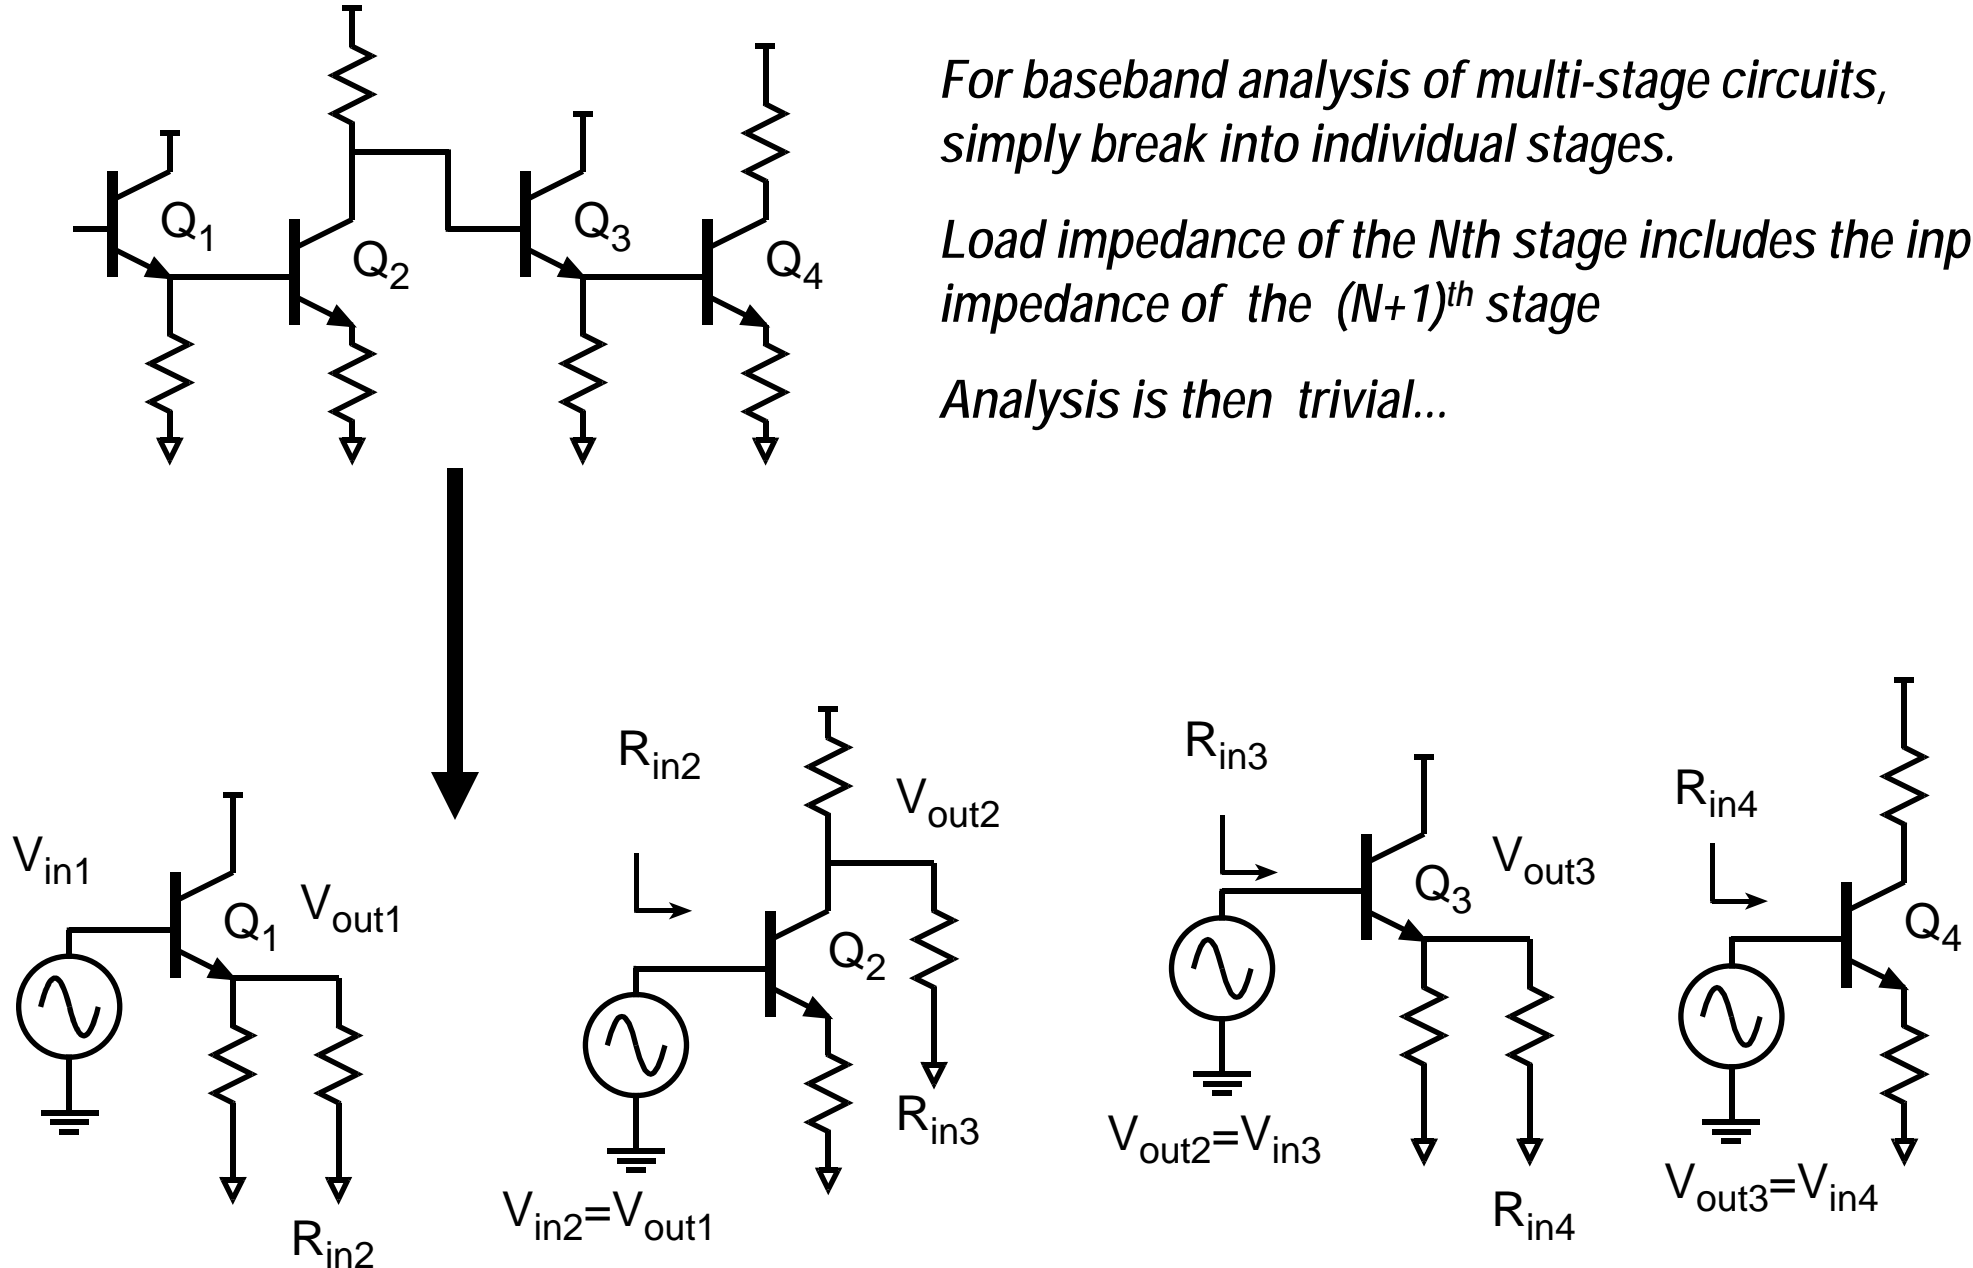 For baseband analysis of multi-stage circuits,
simply break into individual stages.
Load impedance of the Nth stage includes the inp
impedance of the (N+1)th stage
Analysis is then trivial...
Q1
Q2
Q3
Q4
Vin1
Q1
Vout1
Rin2
Rin2
Vout2
Q2
Rin3
Vin2=Vout1
Rin3
Vout3
Q3
Vout2=Vin3
Rin4
Rin4
Q4
Vout3=Vin4